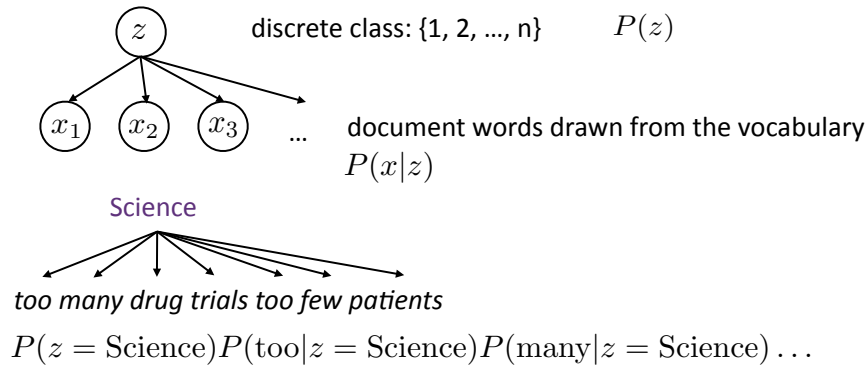 z discrete class: {1, 2, …, n} P(z)
x₁ x₂ x₃ … document words drawn from the vocabulary
P(x|z)
Science
too many drug trials too few patients
P(z = Science)P(too|z = Science)P(many|z = Science) …